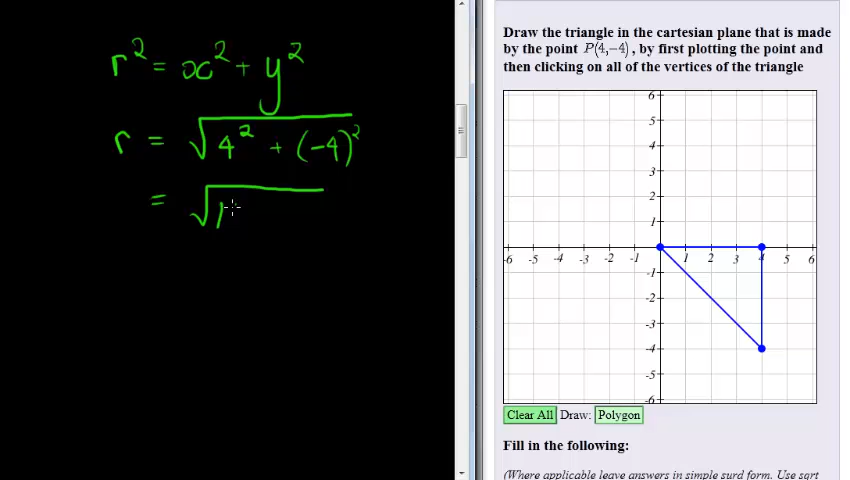 r² = x² + y²
r = √4² + (-4)²
= √1
Draw the triangle in the cartesian plane that is made
by the point P(4,-4), by first plotting the point and
then clicking on all of the vertices of the triangle
6
5
4
3
2
1
-6 -5 -4 -3 -2 -1 1 2 3 4 5 6
-1
-2
-3
-4
-5
-6
Clear All Draw: Polygon
Fill in the following:
(Where applicable leave answers in simple surd form. Use sqrt